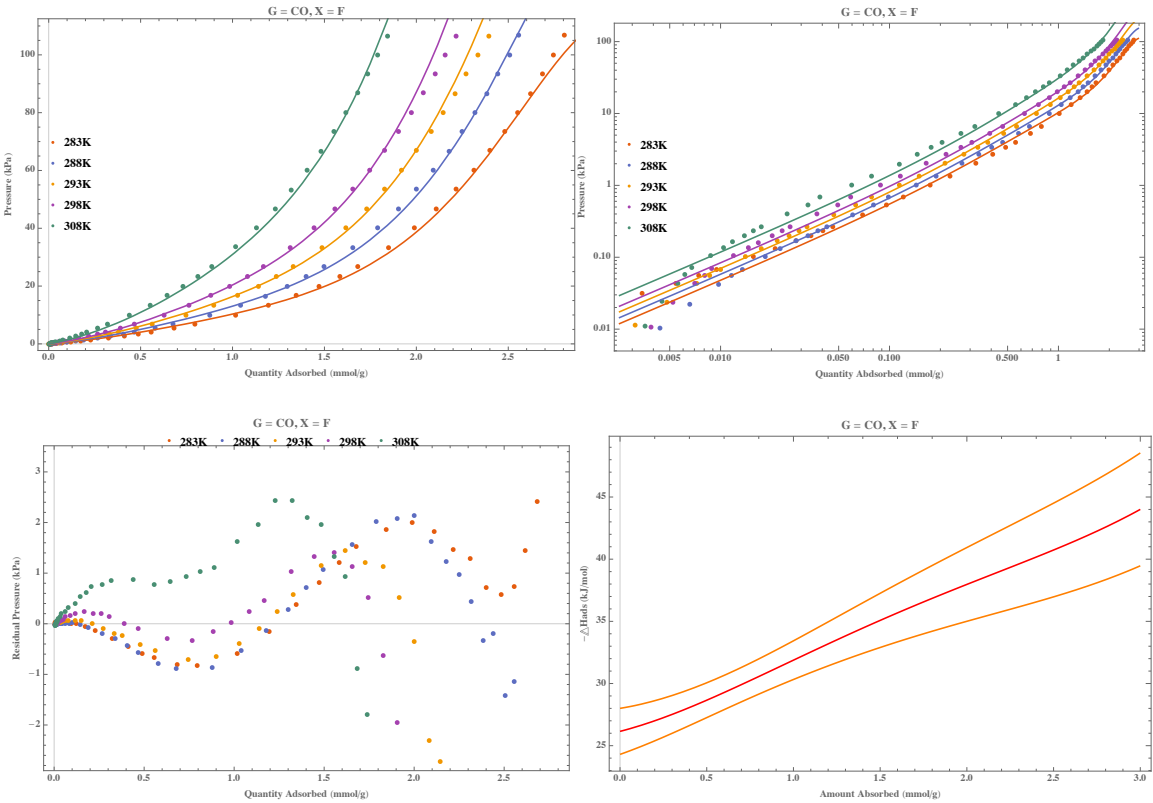 G = CO, X = F
100
80
60
40
20
0
Pressure (kPa)
283K
288K
293K
298K
308K
0.0 0.5 1.0 1.5 2.0 2.5
Quantity Adsorbed (mmol/g)
G = CO, X = F
100
10
1
0.10
0.01
Pressure (kPa)
283K
288K
293K
298K
308K
0.005 0.010 0.050 0.100 0.500 1
Quantity Abdsorbed (mmol/g)
G = CO, X = F
283K 288K 293K 298K 308K
3
2
1
0
−1
−2
Residual Pressure (kPa)
0.0 0.5 1.0 1.5 2.0 2.5
Quantity Adsorbed (mmol/g)
G = CO, X = F
45
40
35
30
25
−△Hads (kJ/mol)
0.0 0.5 1.0 1.5 2.0 2.5 3.0
Amount Absorbed (mmol/g)